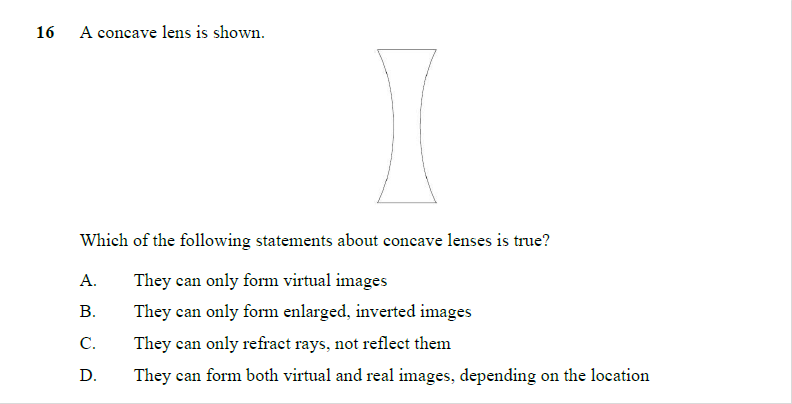 16 A concave lens is shown.
Which of the following statements about concave lenses is true?
A. They can only form virtual images
B. They can only form enlarged, inverted images
C. They can only refract rays, not reflect them
D. They can form both virtual and real images, depending on the location